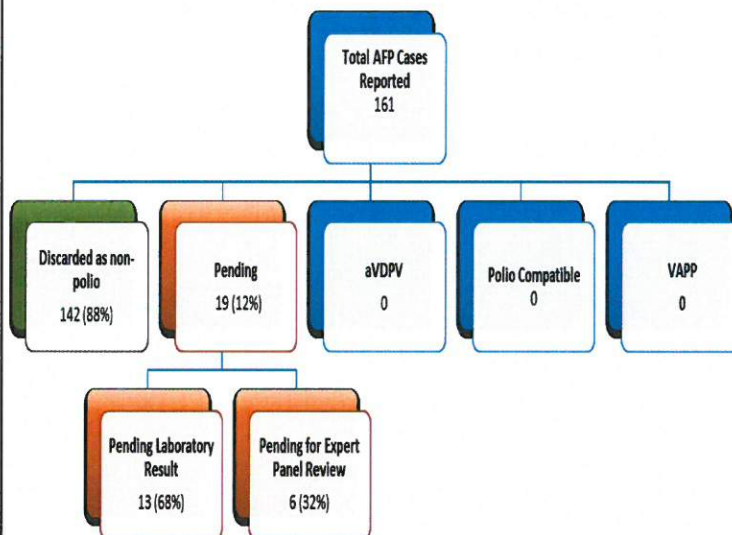 Total AFP Cases
Reported
161
Discarded as non-
polio
142 (88%)
Pending
19 (12%)
aVDPV
0
Polio Compatible
0
VAPP
0
Pending Laboratory
Result
13 (68%)
Pending for Expert
Panel Review
6 (32%)